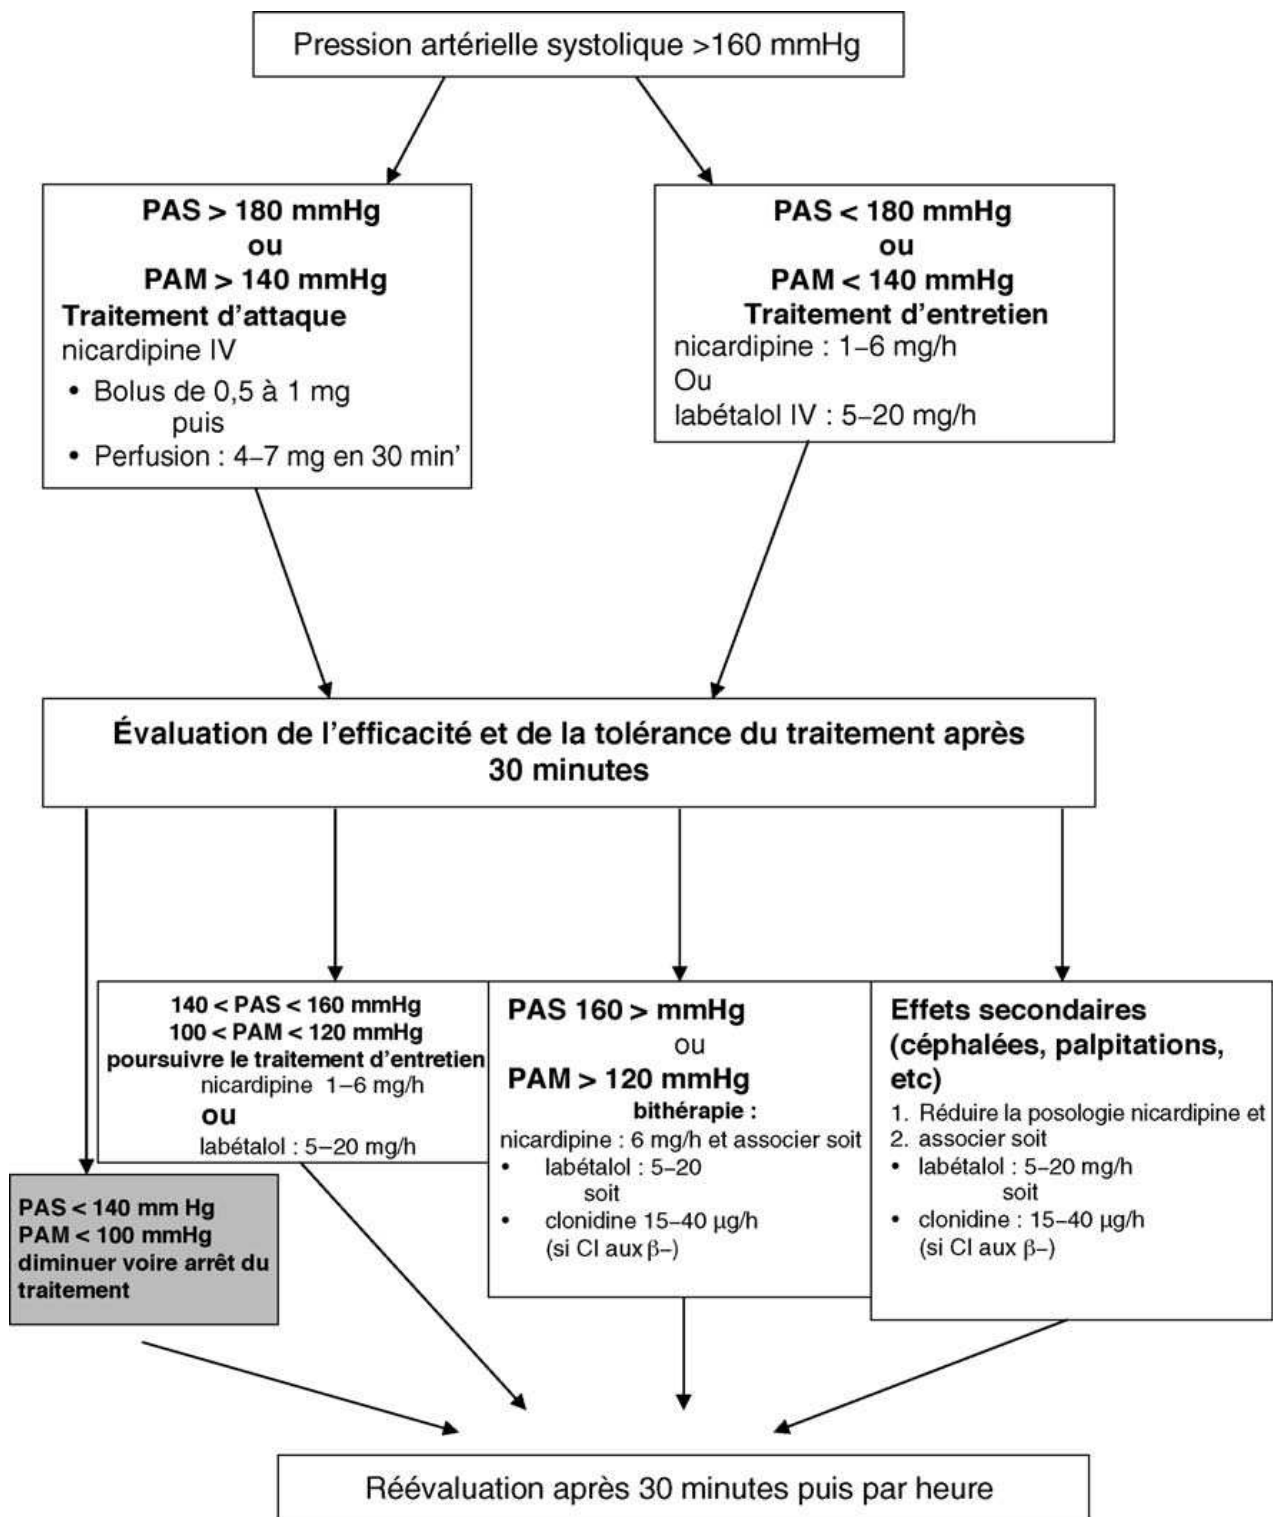 Pression artérielle systolique >160 mmHg
PAS > 180 mmHg
ou
PAM > 140 mmHg
Traitement d’attaque
nicardipine IV
• Bolus de 0,5 à 1 mg
puis
• Perfusion : 4–7 mg en 30 min’
PAS < 180 mmHg
ou
PAM < 140 mmHg
Traitement d’entretien
nicardipine : 1–6 mg/h
Ou
labétalol IV : 5–20 mg/h
Évaluation de l’efficacité et de la tolérance du traitement après
30 minutes
PAS < 140 mm Hg
PAM < 100 mmHg
diminuer voire arrêt du
traitement
140 < PAS < 160 mmHg
100 < PAM < 120 mmHg
poursuivre le traitement d’entretien
nicardipine 1–6 mg/h
ou
labétalol : 5–20 mg/h
PAS 160 > mmHg
ou
PAM > 120 mmHg
bithérapie :
nicardipine : 6 mg/h et associer soit
• labétalol : 5–20
soit
• clonidine 15–40 µg/h
(si CI aux β–)
Effets secondaires
(céphalées, palpitations,
etc)
1. Réduire la posologie nicardipine et
2. associer soit
• labétalol : 5–20 mg/h
soit
• clonidine : 15–40 µg/h
(si CI aux β–)
Réévaluation après 30 minutes puis par heure